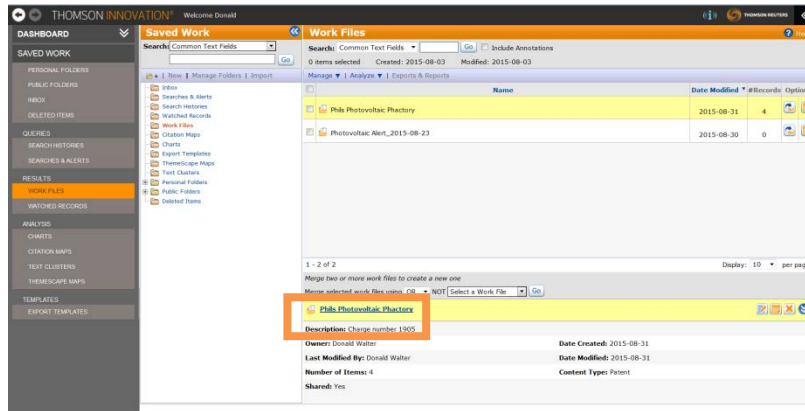 THOMSON INNOVATION® Welcome Donald
THOMSON REUTERS
DASHBOARD
SAVED WORK
PERSONAL FOLDERS
PUBLIC FOLDERS
INBOX
DELETED ITEMS
QUERIES
SEARCH HISTORIES
SEARCHES & ALERTS
RESULTS
WORK FILES
WATCHED RECORDS
ANALYSIS
CHARTS
CITATION MAPS
TEXT CLUSTERS
THEMESCAPE MAPS
TEMPLATES
EXPORT TEMPLATES
Saved Work
Search: Common Text Fields
Go
New | Manage Folders | Import
Inbox
Searches & Alerts
Search Histories
Watched Records
Work Files
Citation Maps
Charts
Export Templates
ThemeScape Maps
Text Clusters
Personal Folders
Public Folders
Deleted Items
Work Files
Search: Common Text Fields Go Include Annotations
0 items selected Created: 2015-08-03 Modified: 2015-08-03
Manage | Analyze | Exports & Reports
Name Date Modified #Records Option
Phils Photovoltaic Phactory 2015-08-31 4
Photovoltaic Alert_2015-08-23 2015-08-30 0
1 - 2 of 2 Display: 10 per pag
Merge two or more work files to create a new one
Merge selected work files using OR NOT Select a Work File Go
Phils Photovoltaic Phactory
Description: Charge number 1905
Owner: Donald Walter Date Created: 2015-08-31
Last Modified By: Donald Walter Date Modified: 2015-08-31
Number of Items: 4 Content Type: Patent
Shared: Yes